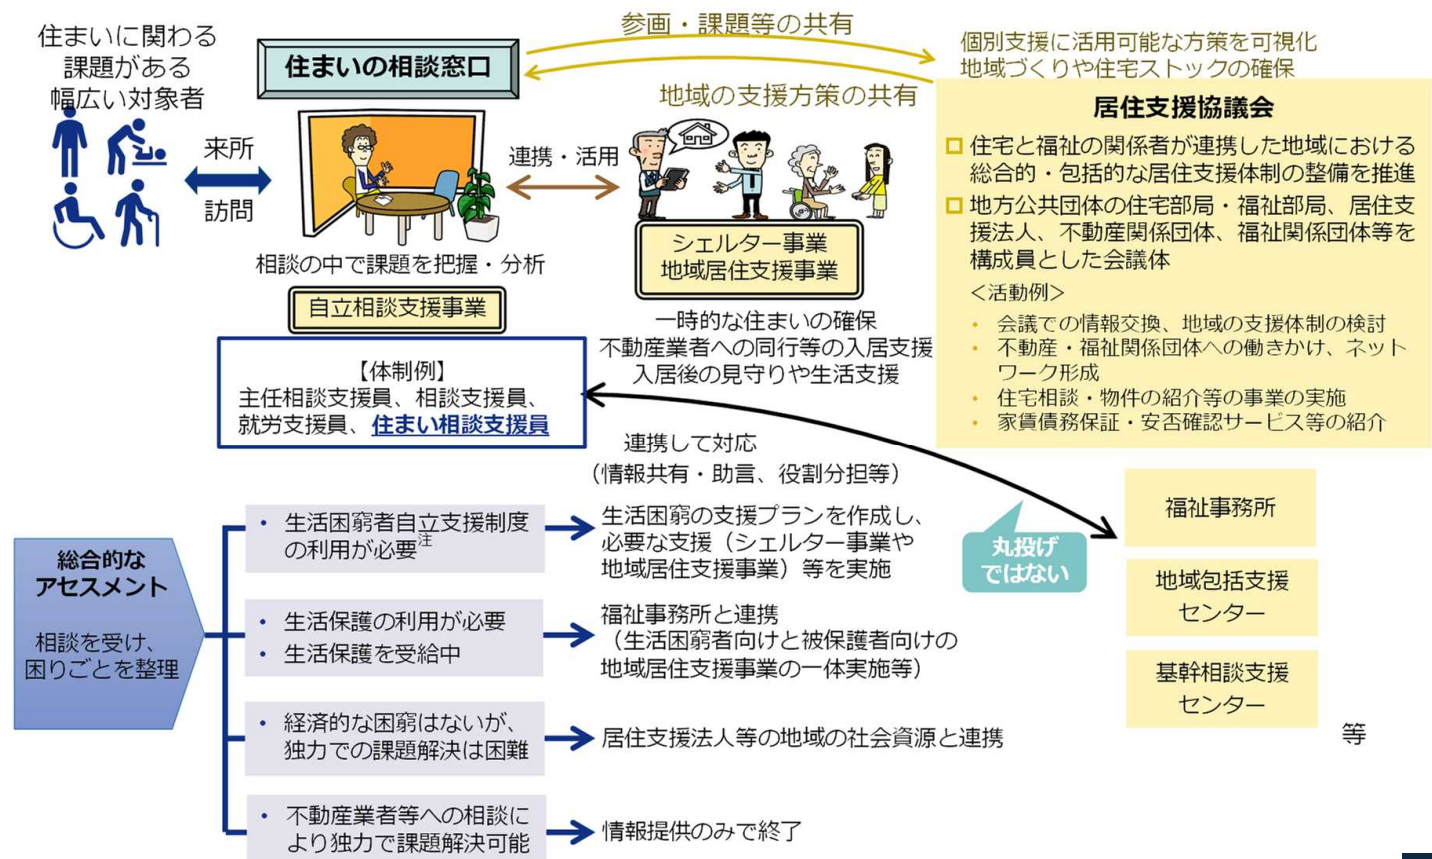 住まいに関わる
課題がある
幅広い対象者
来所
訪問
住まいの相談窓口
参画・課題等の共有
地域の支援方策の共有
連携・活用
相談の中で課題を把握・分析
自立相談支援事業
【体制例】
主任相談支援員、相談支援員、
就労支援員、住まい相談支援員
シェルター事業
地域居住支援事業
一時的な住まいの確保
不動産業者への同行等の入居支援
入居後の見守りや生活支援
個別支援に活用可能な方策を可視化
地域づくりや住宅ストックの確保
居住支援協議会
住宅と福祉の関係者が連携した地域における
総合的・包括的な居住支援体制の整備を推進
地方公共団体の住宅部局・福祉部局、居住支
援法人、不動産関係団体、福祉関係団体等を
構成員とした会議体
＜活動例＞
・ 会議での情報交換、地域の支援体制の検討
・ 不動産・福祉関係団体への働きかけ、ネット
ワーク形成
・ 住宅相談・物件の紹介等の事業の実施
・ 家賃債務保証・安否確認サービス等の紹介
連携して対応
（情報共有・助言、役割分担等）
丸投げ
ではない
福祉事務所
地域包括支援
センター
基幹相談支援
センター
等
総合的な
アセスメント
相談を受け、
困りごとを整理
• 生活困窮者自立支援制度
の利用が必要注
生活困窮の支援プランを作成し、
必要な支援（シェルター事業や
地域居住支援事業）等を実施
• 生活保護の利用が必要
• 生活保護を受給中
福祉事務所と連携
（生活困窮者向けと被保護者向けの
地域居住支援事業の一体実施等）
• 経済的な困窮はないが、
独力での課題解決は困難
居住支援法人等の地域の社会資源と連携
• 不動産業者等への相談に
より独力で課題解決可能
情報提供のみで終了